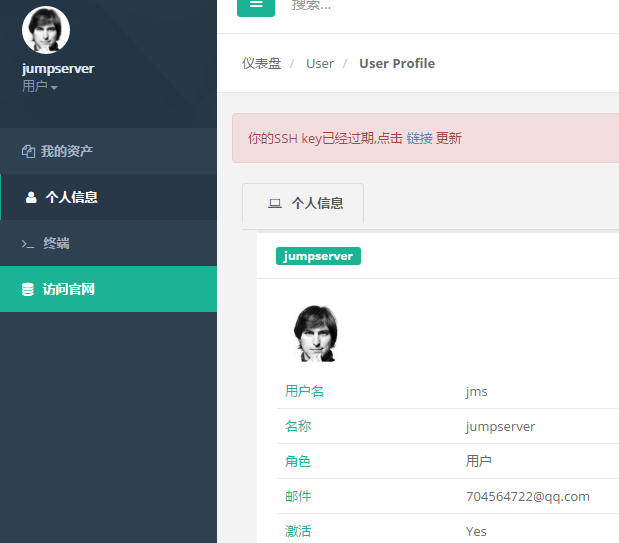 jumpserver
用户
我的资产
个人信息
终端
访问官网
搜索...
仪表盘 / User / User Profile
你的SSH key已经过期,点击 链接 更新
个人信息
jumpserver
用户名 jms
名称 jumpserver
角色 用户
邮件 704564722@qq.com
激活 Yes